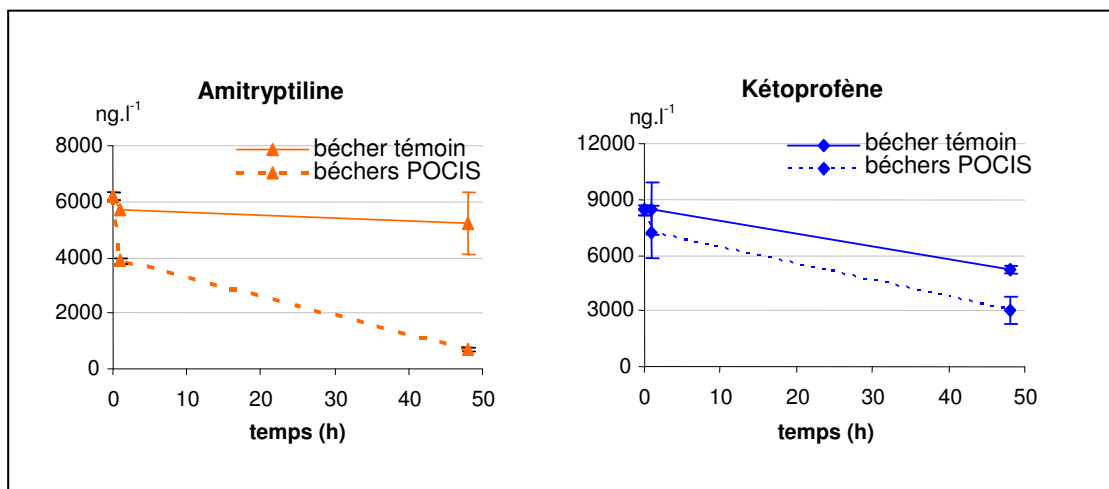 Amitryptiline
ng.l-1
bécher témoin
béchers POCIS
8000
6000
4000
2000
0
0 10 20 30 40 50
temps (h)
Kétoprofène
ng.l-1
bécher témoin
béchers POCIS
12000
9000
6000
3000
0
0 10 20 30 40 50
temps (h)